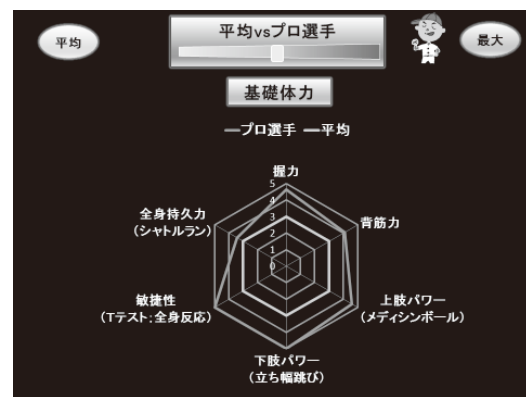 平均
平均vsプロ選手
最大
基礎体力
プロ選手 平均
握力
5
4
3
2
1
0
背筋力
上肢パワー
(メディシンボール)
下肢パワー
(立ち幅跳び)
敏捷性
(Tテスト;全身反応)
全身持久力
(シャトルラン)